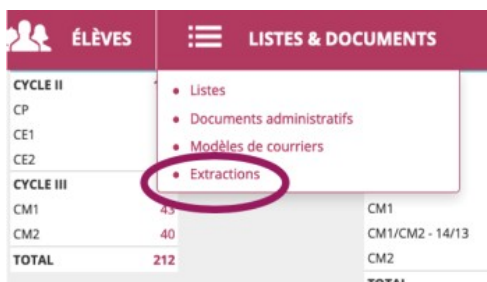 ÉLÈVES
LISTES & DOCUMENTS
CYCLE II
CP
CE1
CE2
CYCLE III
CM1 43
CM2 40
TOTAL 212
Listes
Documents administratifs
Modèles de courriers
Extractions
CM1
CM1/CM2 - 14/13
CM2